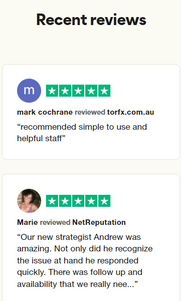 Recent reviews
m
mark cochrane reviewed torfx.com.au
“recommended simple to use and
helpful staff”
Marie reviewed NetReputation
“Our new strategist Andrew was
amazing. Not only did he recognize
the issue at hand he responded
quickly. There was follow up and
availability that we really nee...”